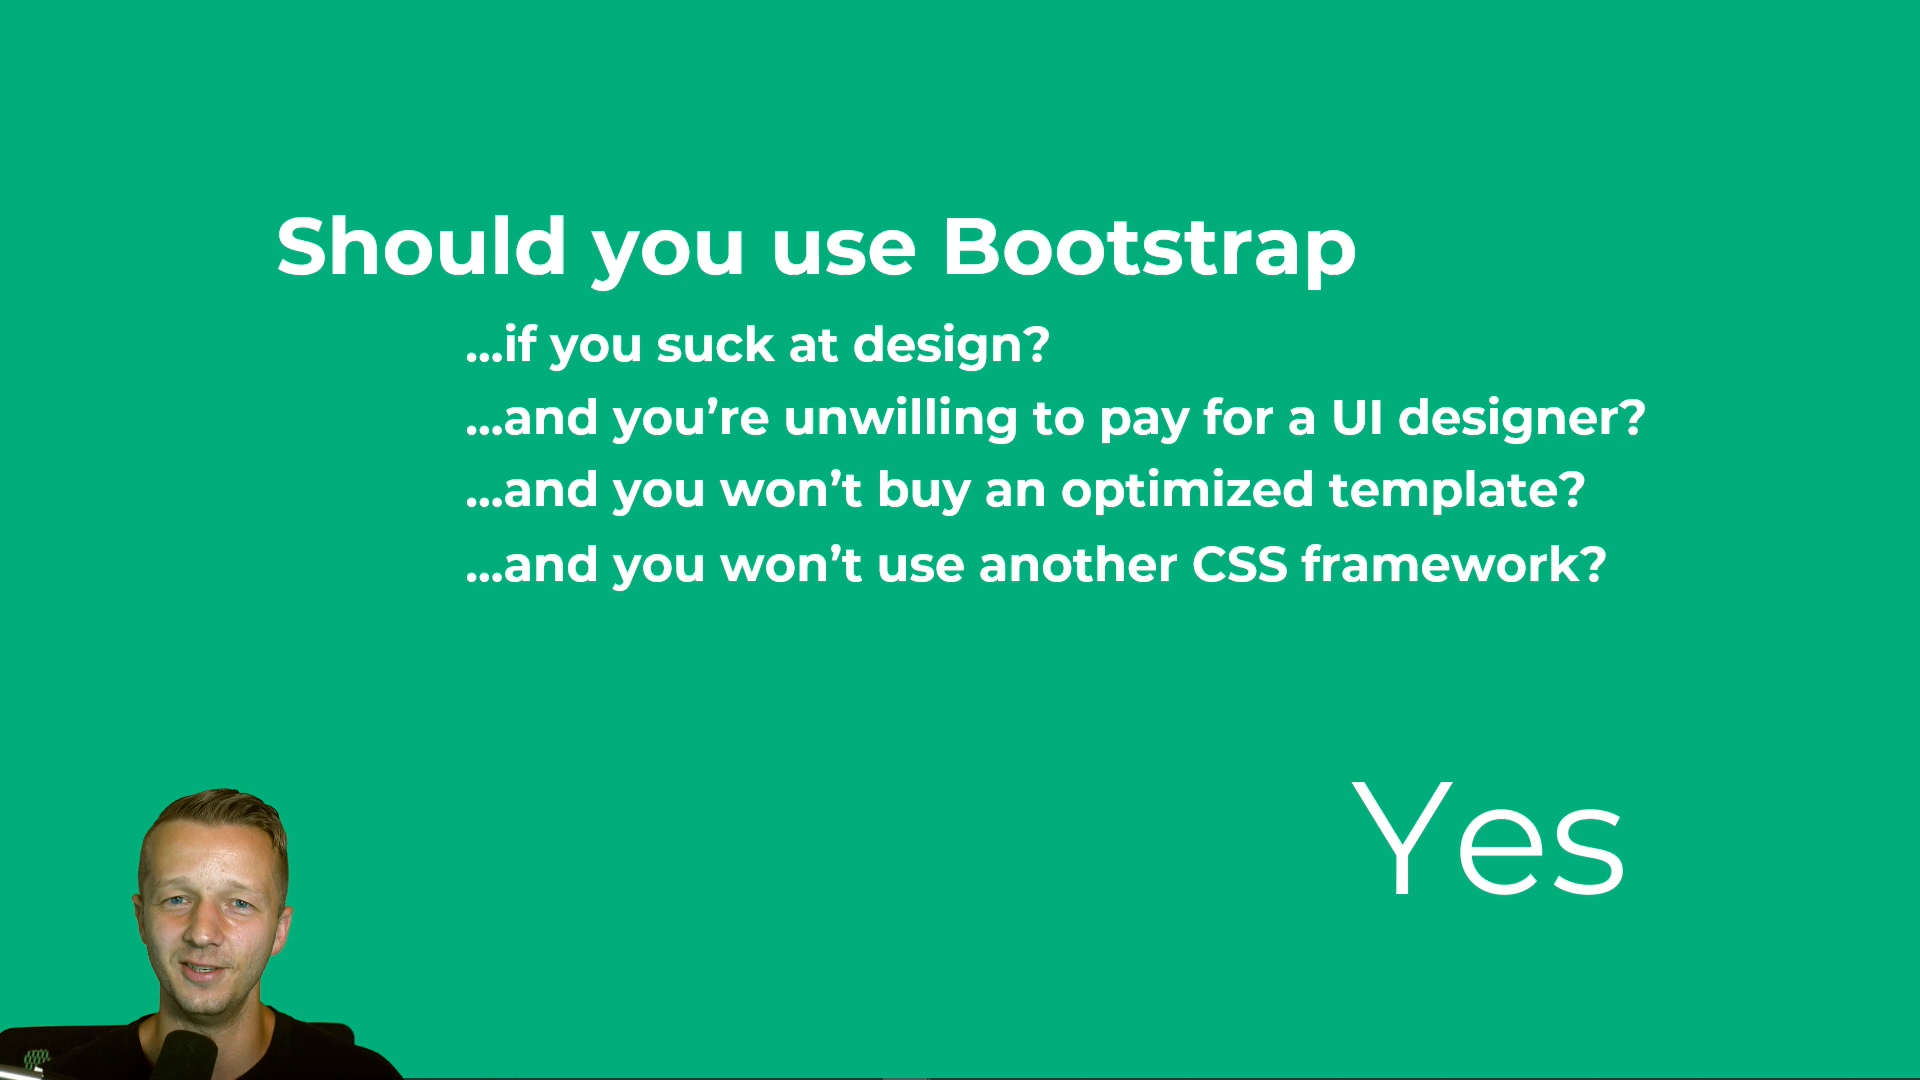 Should you use Bootstrap
...if you suck at design?
...and you’re unwilling to pay for a UI designer?
...and you won’t buy an optimized template?
...and you won’t use another CSS framework?
Yes